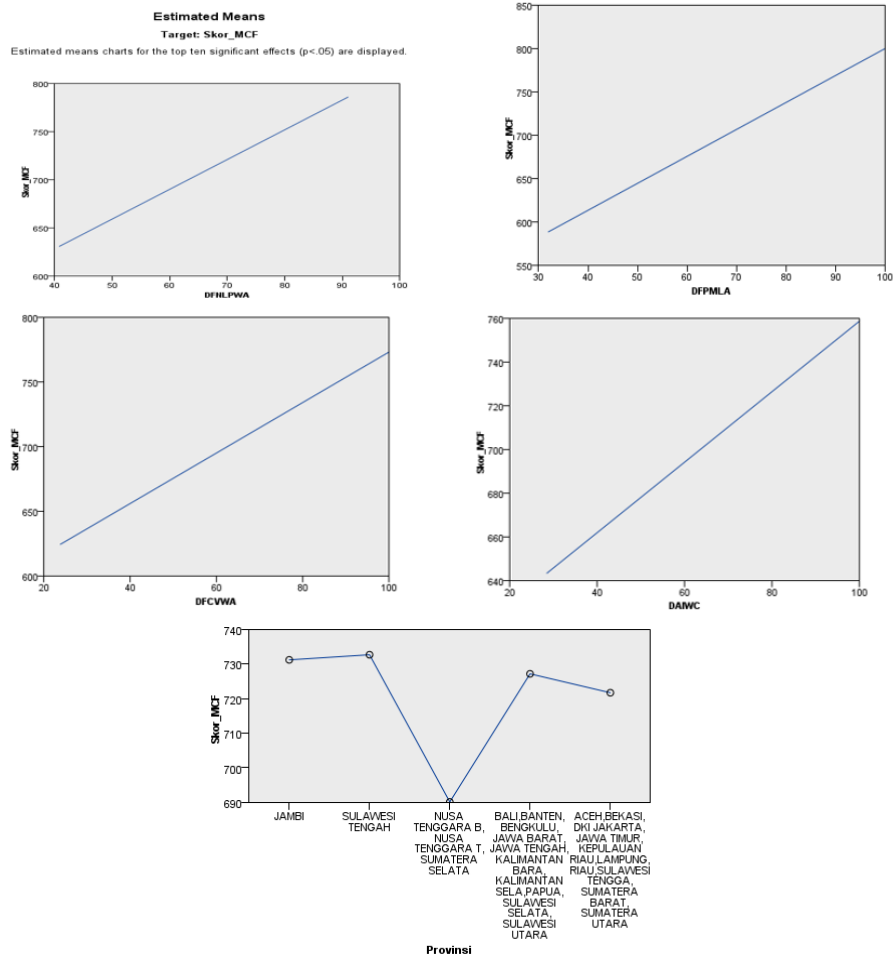 Estimated Means
Target: Skor_MCF
Estimated means charts for the top ten significant effects (p<.05) are displayed.
800
750
700
650
600
Skor_MCF
40 50 60 70 80 90 100
DFNLPWA
850
800
750
700
650
600
550
Skor_MCF
30 40 50 60 70 80 90 100
DFPMLA
800
700
650
600
Skor_MCF
20 40 60 80 100
DFCVWA
760
740
720
700
680
660
640
Skor_MCF
20 40 60 80 100
DAIWC
740
730
720
710
700
690
Skor_MCF
JAMBI
SULAWESI
TENGAH
NUSA
TENGGARA B,
NUSA
TENGGARA T,
SUMATERA
SELATA
BALI,BANTEN,
BENGKULU,
JAWA BARAT,
JAWA TENGAH,
KALIMANTAN
BARA,
KALIMANTAN
SELA,PAPUA,
SULAWESI
SELATA,
SULAWESI
UTARA
ACEH,BEKASI,
DKI JAKARTA,
JAWA TIMUR,
KEPULAUAN
RIAU,LAMPUNG,
RIAU,SULAWESI
TENGGA,
SUMATERA
BARAT,
SUMATERA
UTARA
Provinsi